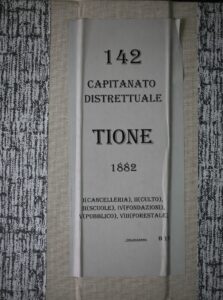 142
CAPITANATO
DISTRETTUALE
TIONE
1882
I(CANCELLERIA), II(CULTO),
III(SCUOLE), IV(FONDAZIONI),
V(PUBBLICO), VIII(FORESTALE)